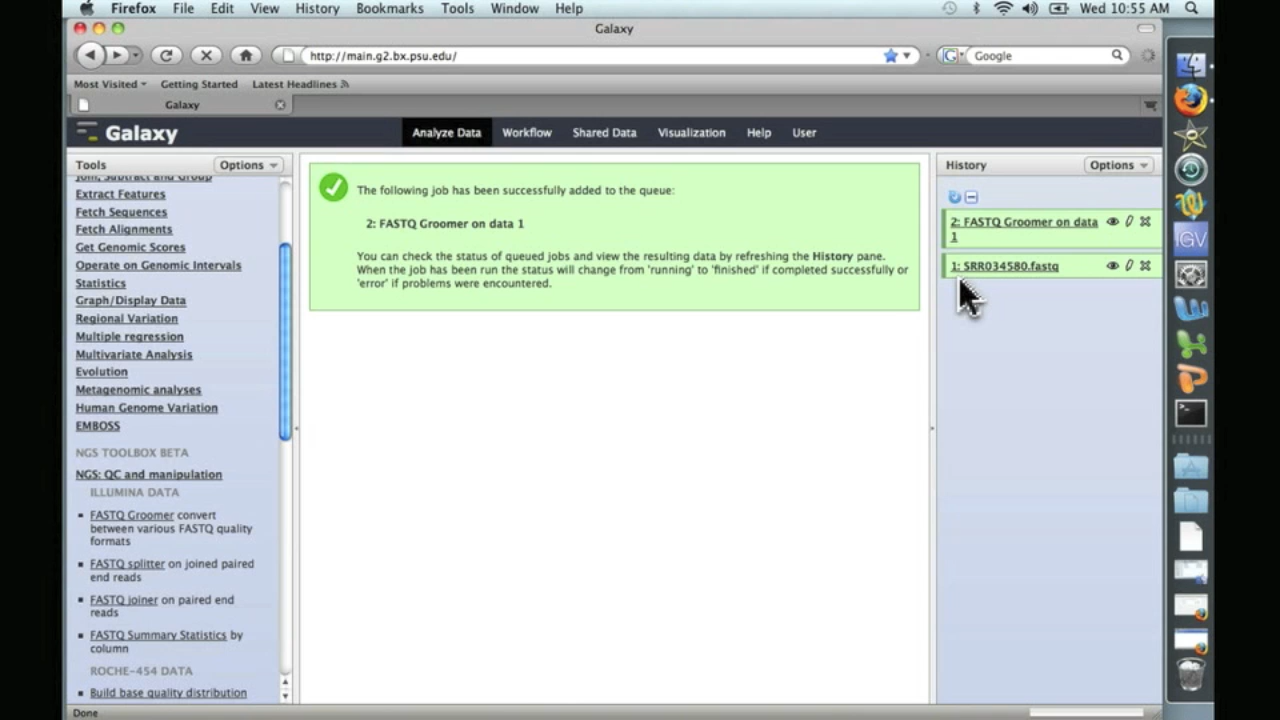 Firefox File Edit View History Bookmarks Tools Window Help Wed 10:55 AM
Galaxy
http://main.g2.bx.psu.edu/ Google
Most Visited Getting Started Latest Headlines
Galaxy
Galaxy Analyze Data Workflow Shared Data Visualization Help User
Tools Options
Join, Subtract and Group
Extract Features
Fetch Sequences
Fetch Alignments
Get Genomic Scores
Operate on Genomic Intervals
Statistics
Graph/Display Data
Regional Variation
Multiple regression
Multivariate Analysis
Evolution
Metagenomic analyses
Human Genome Variation
EMBOSS
NGS TOOLBOX BETA
NGS: QC and manipulation
ILLUMINA DATA
FASTQ Groomer convert
between various FASTQ quality
formats
FASTQ splitter on joined paired
end reads
FASTQ joiner on paired end
reads
FASTQ Summary Statistics by
column
ROCHE-454 DATA
Build base quality distribution
The following job has been successfully added to the queue:
2: FASTQ Groomer on data 1
You can check the status of queued jobs and view the resulting data by refreshing the History pane.
When the job has been run the status will change from 'running' to 'finished' if completed successfully or
'error' if problems were encountered.
History Options
2: FASTQ Groomer on data
1
1: SRR034580.fastq
IGV
Done